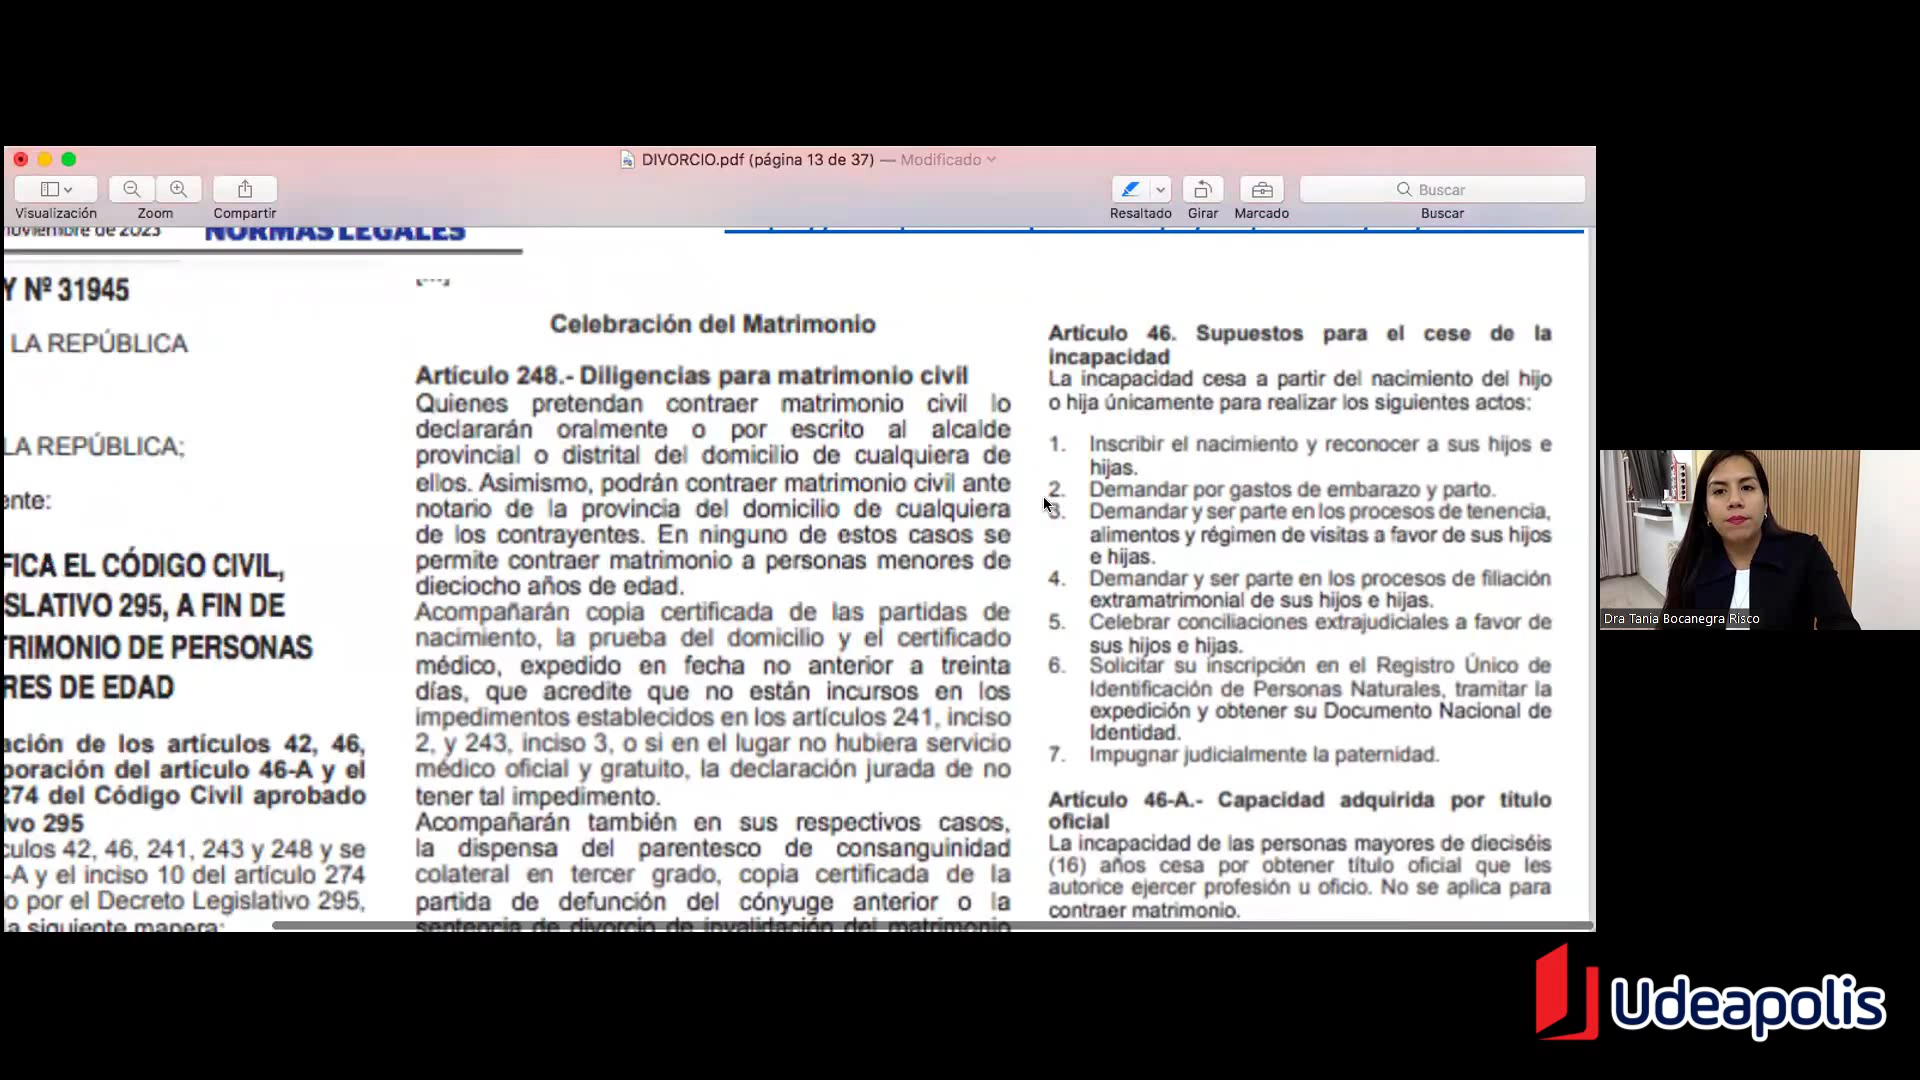 DIVORCIO.pdf (página 13 de 37) — Modificado
Buscar
Visualización
Zoom
Compartir
Resaltado
Girar
Marcado
Buscar
noviembre de 2023
NORMAS LEGALES
Y Nº 31945
LA REPÚBLICA
LA REPÚBLICA;
ente:
FICA EL CÓDIGO CIVIL,
SLATIVO 295, A FIN DE
TRIMONIO DE PERSONAS
RES DE EDAD
ación de los artículos 42, 46,
poración del artículo 46-A y el
274 del Código Civil aprobado
vo 295
culos 42, 46, 241, 243 y 248 y se
-A y el inciso 10 del artículo 274
o por el Decreto Legislativo 295,
a siguiente manera:
[...]
Celebración del Matrimonio
Artículo 248.- Diligencias para matrimonio civil
Quienes pretendan contraer matrimonio civil lo
declararán oralmente o por escrito al alcalde
provincial o distrital del domicilio de cualquiera de
ellos. Asimismo, podrán contraer matrimonio civil ante
notario de la provincia del domicilio de cualquiera
de los contrayentes. En ninguno de estos casos se
permite contraer matrimonio a personas menores de
dieciocho años de edad.
Acompañarán copia certificada de las partidas de
nacimiento, la prueba del domicilio y el certificado
médico, expedido en fecha no anterior a treinta
días, que acredite que no están incursos en los
impedimentos establecidos en los artículos 241, inciso
2, y 243, inciso 3, o si en el lugar no hubiera servicio
médico oficial y gratuito, la declaración jurada de no
tener tal impedimento.
Acompañarán también en sus respectivos casos,
la dispensa del parentesco de consanguinidad
colateral en tercer grado, copia certificada de la
partida de defunción del cónyuge anterior o la
sentencia de divorcio de invalidación del matrimonio
Artículo 46. Supuestos para el cese de la
incapacidad
La incapacidad cesa a partir del nacimiento del hijo
o hija únicamente para realizar los siguientes actos:
1. Inscribir el nacimiento y reconocer a sus hijos e
hijas.
2. Demandar por gastos de embarazo y parto.
3. Demandar y ser parte en los procesos de tenencia,
alimentos y régimen de visitas a favor de sus hijos
e hijas.
4. Demandar y ser parte en los procesos de filiación
extramatrimonial de sus hijos e hijas.
5. Celebrar conciliaciones extrajudiciales a favor de
sus hijos e hijas.
6. Solicitar su inscripción en el Registro Único de
Identificación de Personas Naturales, tramitar la
expedición y obtener su Documento Nacional de
Identidad.
7. Impugnar judicialmente la paternidad.
Artículo 46-A.- Capacidad adquirida por título
oficial
La incapacidad de las personas mayores de dieciséis
(16) años cesa por obtener título oficial que les
autorice ejercer profesión u oficio. No se aplica para
contraer matrimonio.
Dra Tania Bocanegra Risco
Udeapolis